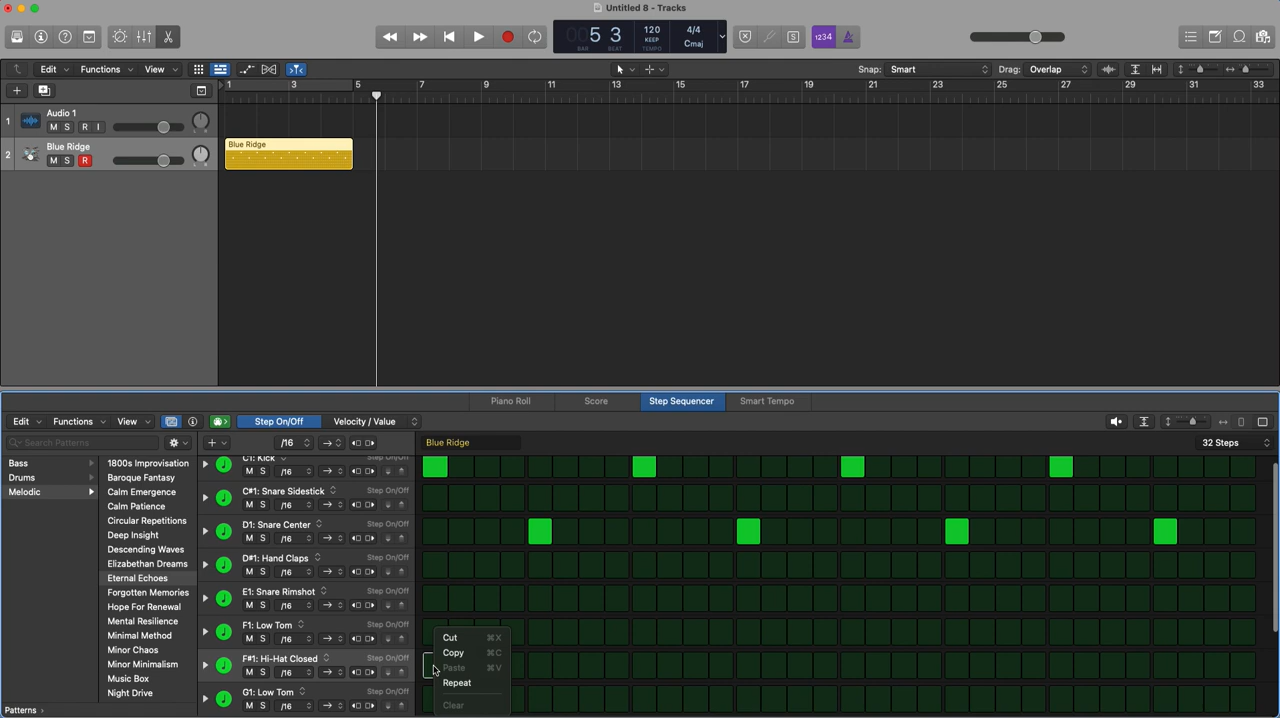 Untitled 8 - Tracks
005 3
BAR BEAT
120
KEEP
TEMPO
4/4
Cmaj
1234
Edit Functions View
Snap: Smart Drag: Overlap
1 3 5 7 9 11 13 15 17 19 21 23 25 27 29 31 33
1 Audio 1
M S R I
2 Blue Ridge
M S R
Blue Ridge
Piano Roll Score Step Sequencer Smart Tempo
Edit Functions View Step On/Off Velocity / Value
Search Patterns /16 Blue Ridge 32 Steps
Bass
Drums
Melodic
1800s Improvisation
Baroque Fantasy
Calm Emergence
Calm Patience
Circular Repetitions
Deep Insight
Descending Waves
Elizabethan Dreams
Eternal Echoes
Forgotten Memories
Hope For Renewal
Mental Resilience
Minimal Method
Minor Chaos
Minor Minimalism
Music Box
Night Drive
C1: Kick Step On/Off
M S /16
C#1: Snare Sidestick Step On/Off
M S /16
D1: Snare Center Step On/Off
M S /16
D#1: Hand Claps Step On/Off
M S /16
E1: Snare Rimshot Step On/Off
M S /16
F1: Low Tom Step On/Off
M S /16
F#1: Hi-Hat Closed Step On/Off
M S /16
G1: Low Tom Step On/Off
M S /16
Cut ⌘X
Copy ⌘C
Paste ⌘V
Repeat
Clear
Patterns